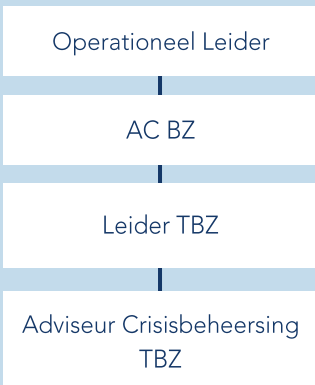 Operationeel Leider
AC BZ
Leider TBZ
Adviseur Crisisbeheersing
TBZ